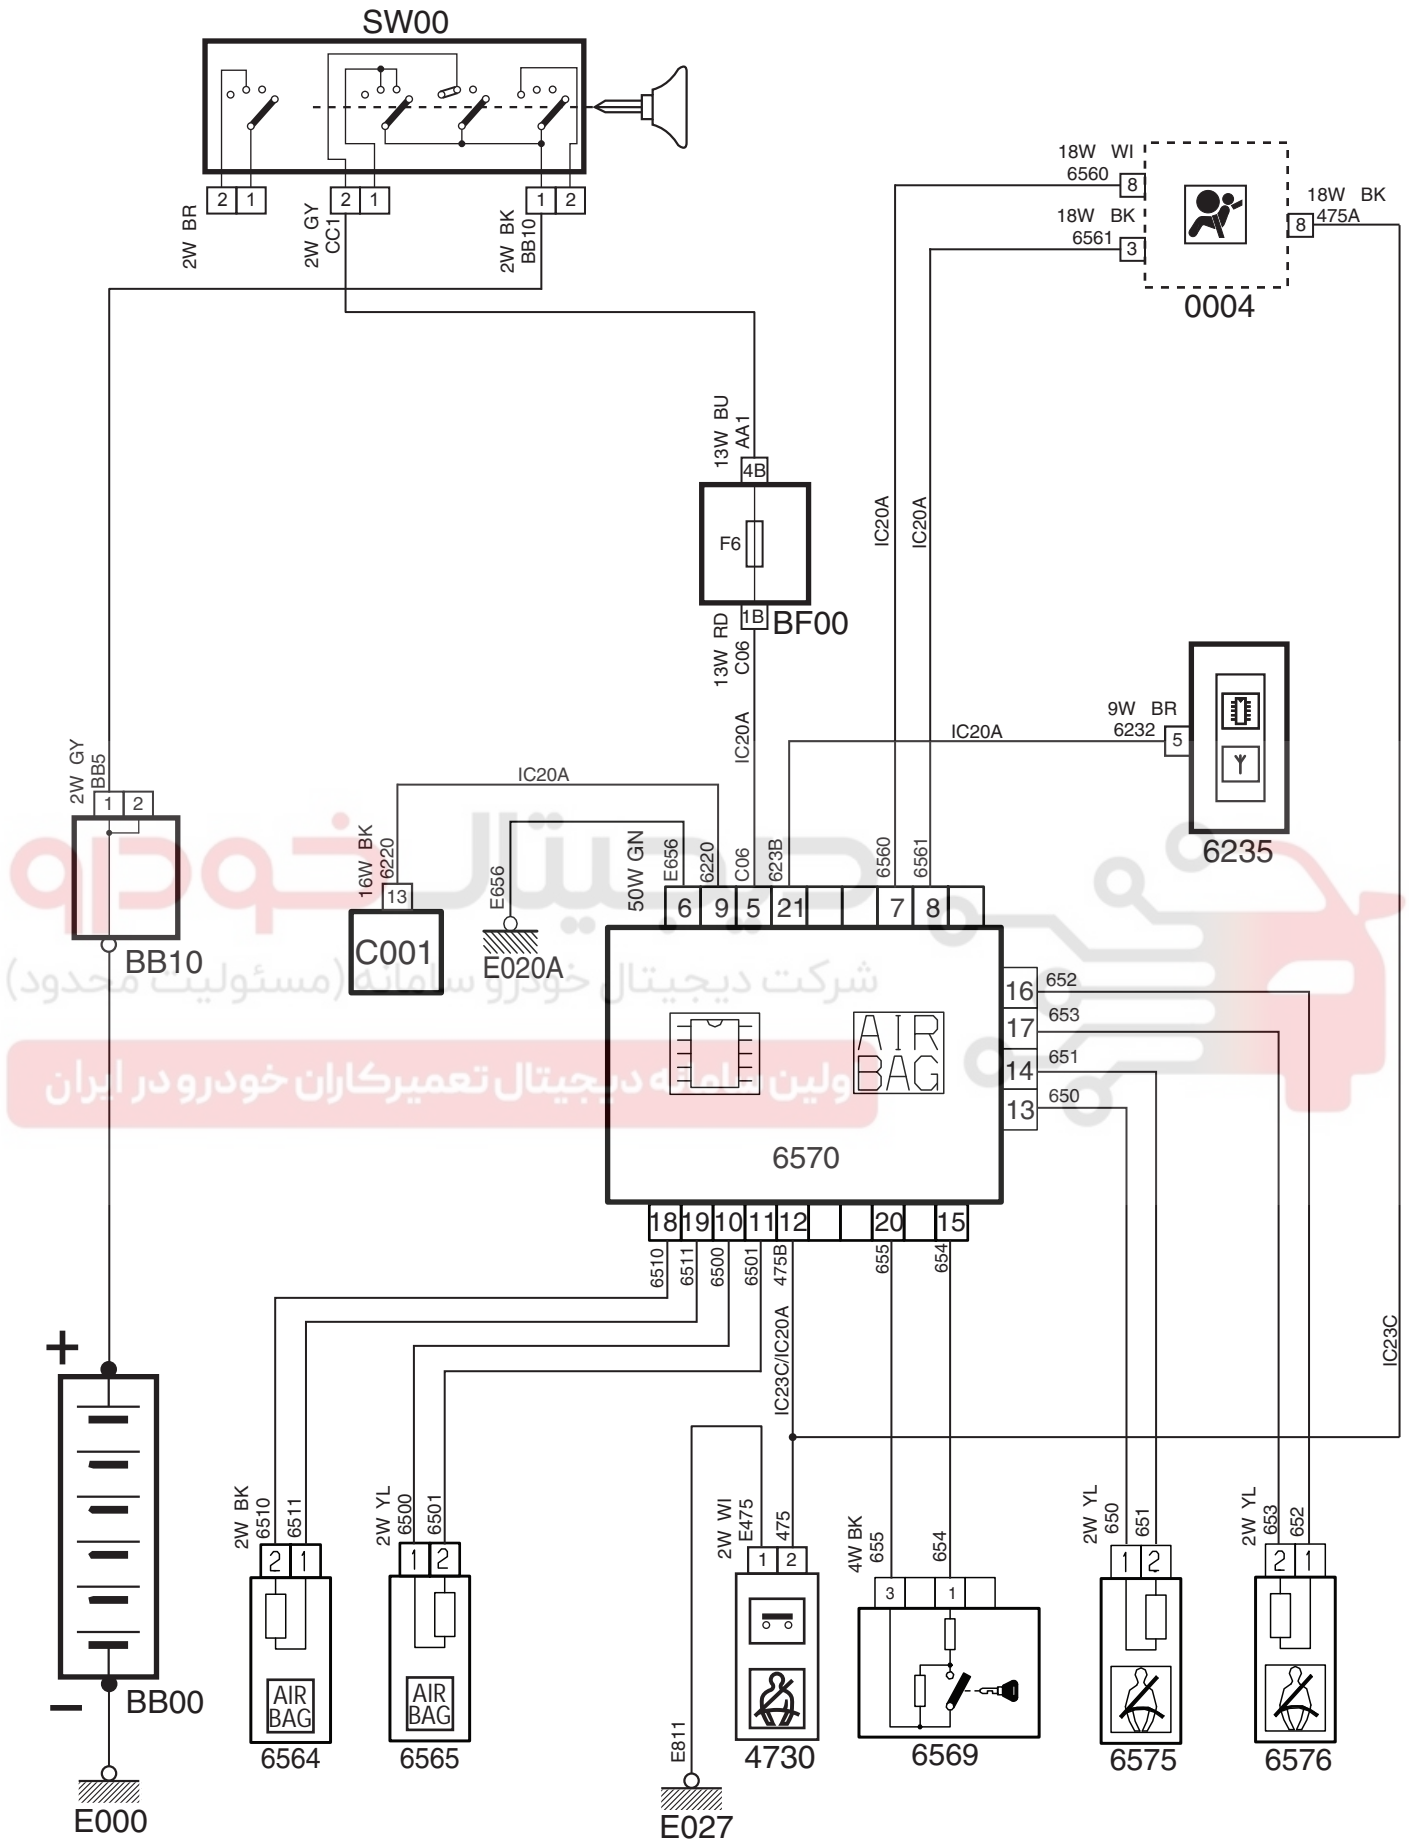 SW00
2 1 2 1 1 2
2W BR
2W GY
CC1
2W BK
BB10
18W WI
6560
8
18W BK
6561
3
8
18W BK
475A
0004
13W BU
AA1
4B
F6
1B
BF00
13W RD
C06
IC20A
IC20A
IC20A
9W BR
6232
5
IC20A
6235
2W GY
BB5
1 2
BB10
IC20A
16W BK
6220
13
C001
E656
E020A
50W GN
E656
6220
C06
623B
6560
6561
6 9 5 21 7 8
دیجیتال خودرو
شرکت دیجیتال خودرو سامانه (مسئولیت محدود)
اولین سامانه دیجیتال تعمیرکاران خودرو در ایران
AIR
BAG
6570
16 652
17 653
14 651
13 650
18 19 10 11 12 20 15
6510
6511
6500
6501
475B
655
654
IC23C/IC20A
IC23C
+
−
BB00
E000
2W BK
6510
6511
2 1
AIR
BAG
6564
2W YL
6500
6501
1 2
AIR
BAG
6565
E811
E027
2W WI
E475
475
1 2
4730
4W BK
655
654
3 1
6569
2W YL
650
651
1 2
6575
2W YL
653
652
2 1
6576